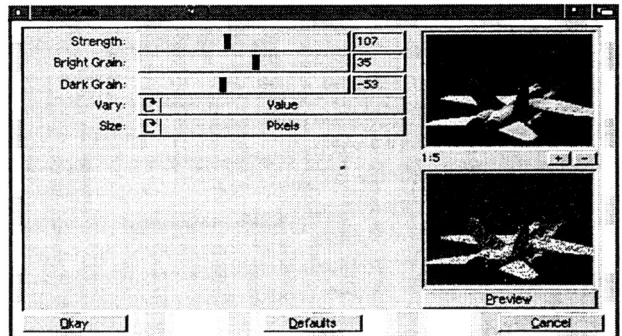 Strength: 107
Bright Grain: 35
Dark Grain: -53
Vary: Value
Size: Pixels
1:5 + -
Preview
Okay Defaults Cancel